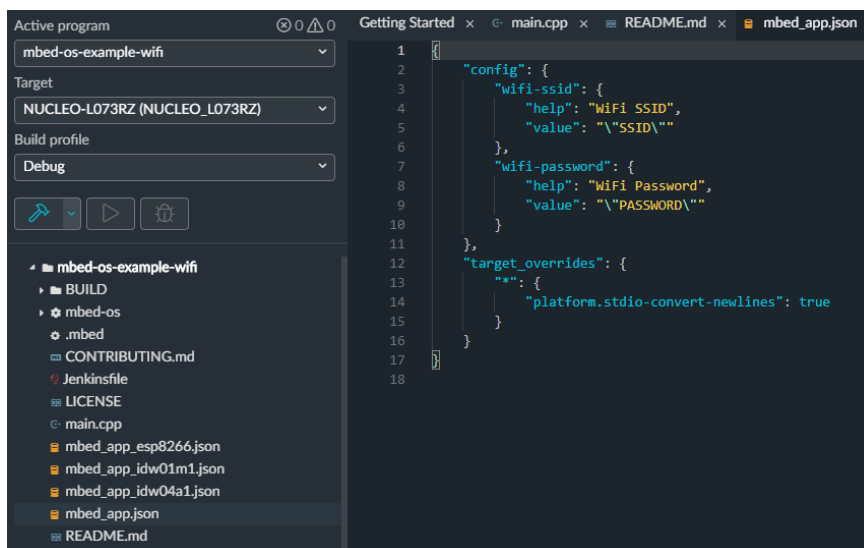 Active program 0 0
mbed-os-example-wifi
Target
NUCLEO-L073RZ (NUCLEO_L073RZ)
Build profile
Debug
mbed-os-example-wifi
BUILD
mbed-os
.mbed
CONTRIBUTING.md
Jenkinsfile
LICENSE
main.cpp
mbed_app_esp8266.json
mbed_app_idw01m1.json
mbed_app_idw04a1.json
mbed_app.json
README.md
Getting Started × C+ main.cpp × README.md × mbed_app.json
1 {
2 "config": {
3 "wifi-ssid": {
4 "help": "WiFi SSID",
5 "value": "\"SSID\""
6 },
7 "wifi-password": {
8 "help": "WiFi Password",
9 "value": "\"PASSWORD\""
10 }
11 },
12 "target_overrides": {
13 "*": {
14 "platform.stdio-convert-newlines": true
15 }
16 }
17 }
18